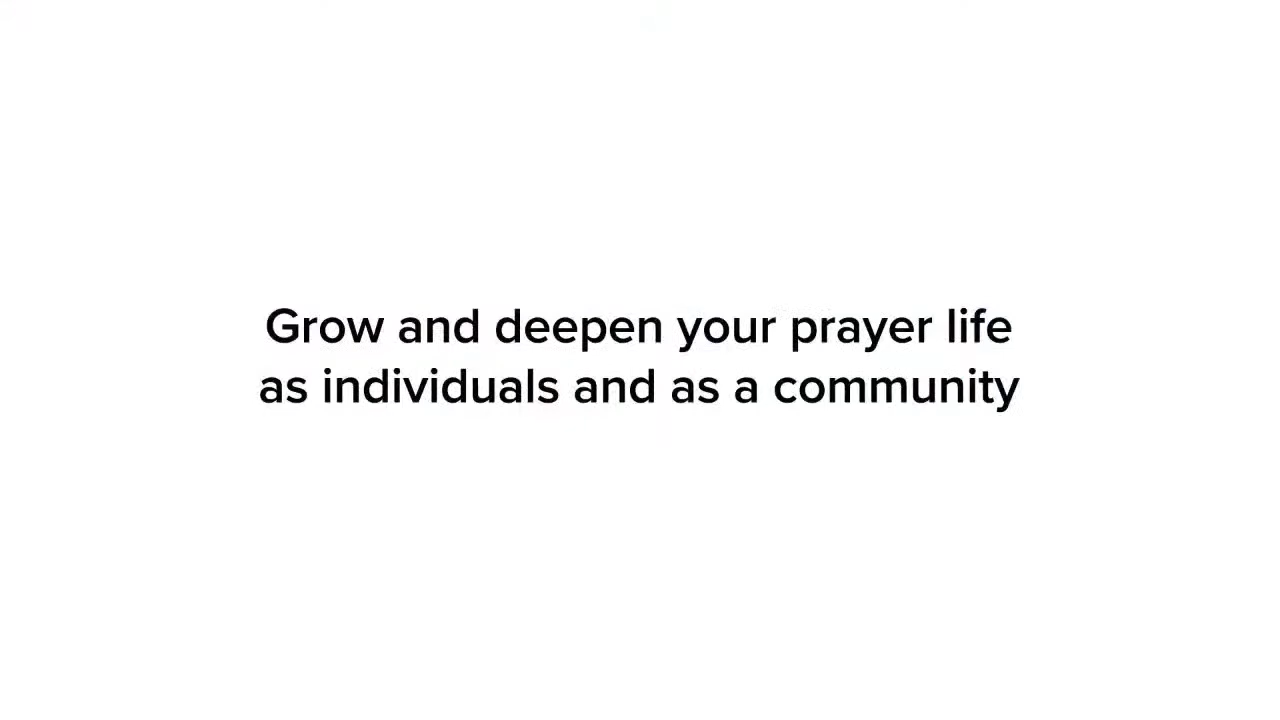 Grow and deepen your prayer life
as individuals and as a community